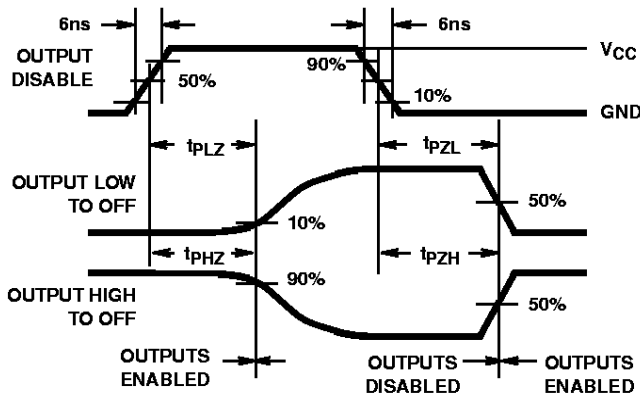 6ns
6ns
OUTPUT
DISABLE
50%
90%
VCC
10%
GND
tPLZ
tPZL
OUTPUT LOW
TO OFF
10%
50%
tPHZ
tPZH
OUTPUT HIGH
TO OFF
90%
50%
OUTPUTS
ENABLED
OUTPUTS
DISABLED
OUTPUTS
ENABLED